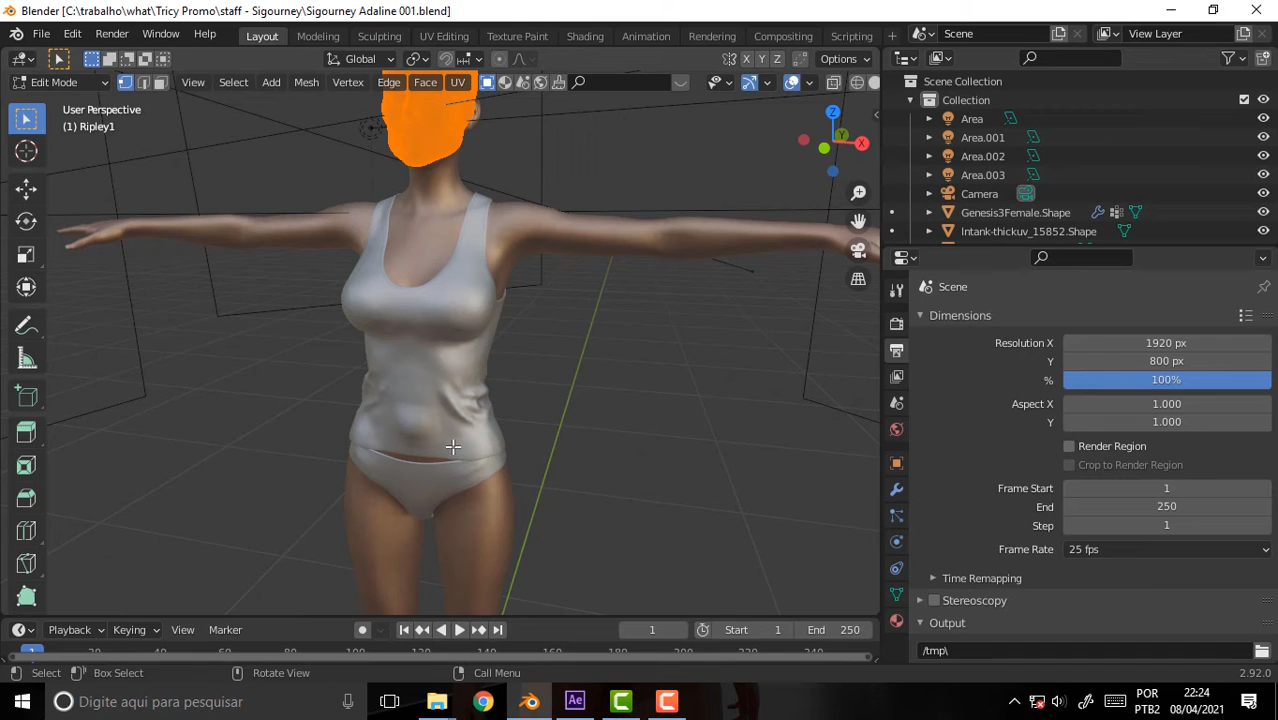 Blender [C:\trabalho\what\Tricy Promo\staff - Sigourney\Sigourney Adaline 001.blend]
File Edit Render Window Help Layout Modeling Sculpting UV Editing Texture Paint Shading Animation Rendering Compositing Scripting Scene View Layer
Global X Y Z Options
Edit Mode View Select Add Mesh Vertex Edge Face UV
User Perspective
(1) Ripley1
Z
Y
X
Scene Collection
Collection
Area
Area.001
Area.002
Area.003
Camera
Genesis3Female.Shape
Intank-thickuv_15852.Shape
Scene
Dimensions
Resolution X 1920 px
Y 800 px
% 100%
Aspect X 1.000
Y 1.000
Render Region
Crop to Render Region
Frame Start 1
End 250
Step 1
Frame Rate 25 fps
Time Remapping
Stereoscopy
Output
/tmp\
Playback Keying View Marker 1 Start 1 End 250
1 20
Select Box Select Rotate View Call Menu 2.92.0
Digite aqui para pesquisar
Ae
POR
PTB2
22:24
08/04/2021